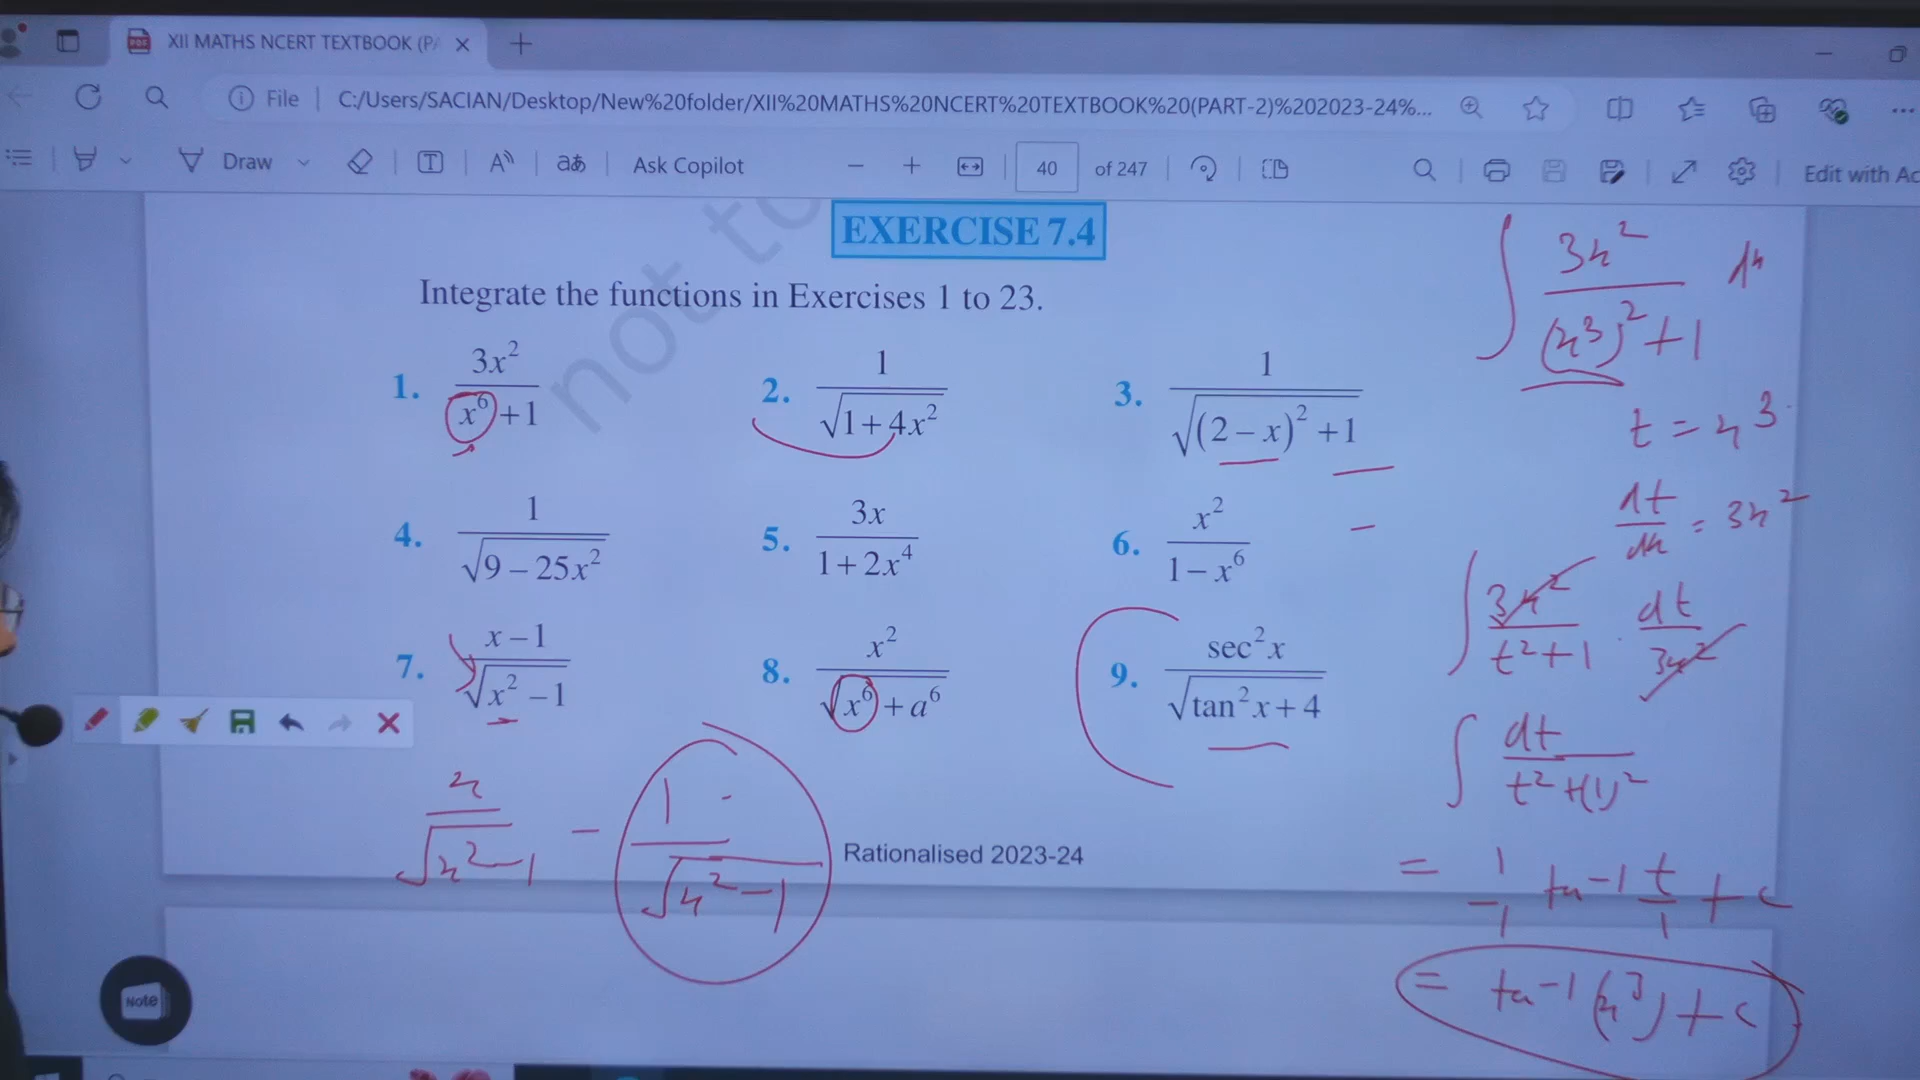 XII MATHS NCERT TEXTBOOK (PA
File | C:/Users/SACIAN/Desktop/New%20folder/XII%20MATHS%20NCERT%20TEXTBOOK%20(PART-2)%202023-24%...
Draw
Ask Copilot
40 of 247
Edit with Ac
not to
EXERCISE 7.4
Integrate the functions in Exercises 1 to 23.
1. 3x²/(x⁶+1) 2. 1/√(1+4x²) 3. 1/√((2−x)²+1)
4. 1/√(9−25x²) 5. 3x/(1+2x⁴) 6. x²/(1−x⁶)
7. (x−1)/√(x²−1) 8. x²/√(x⁶+a⁶) 9. sec²x/√(tan²x+4)
x/√(x²−1) − 1/√(x²−1)
Rationalised 2023-24
Note
∫ 3x²/((x³)²+1) dx
t = x³
dt/dx = 3x²
∫ 3x²/(t²+1) · dt/3x²
∫ dt/(t²+(1)²)
= 1/1 tan⁻¹ t/1 + c
= tan⁻¹(x³) + c